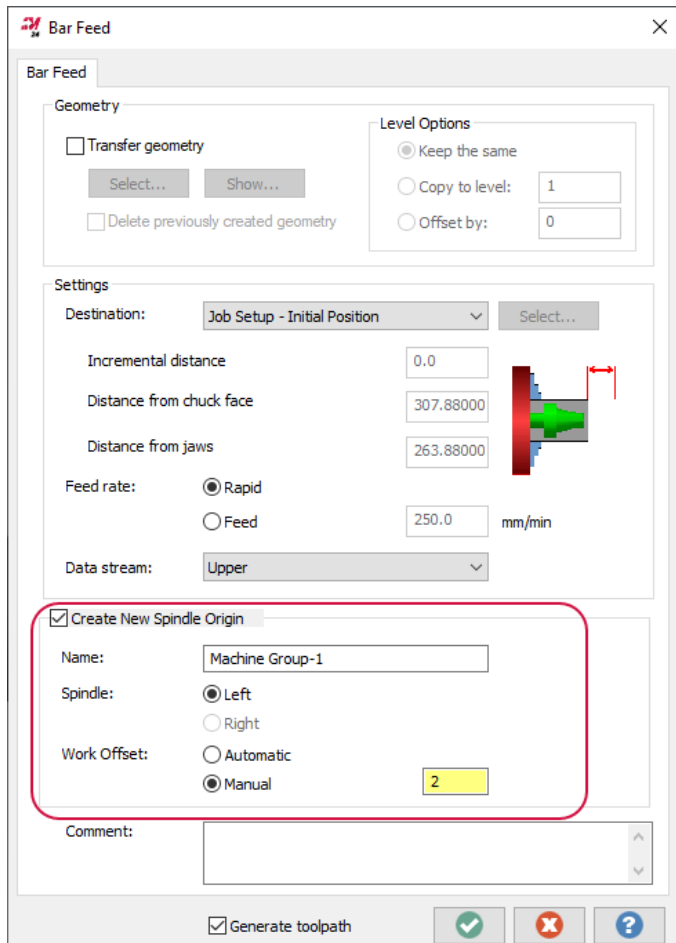 24 Bar Feed
Bar Feed
Geometry
Transfer geometry
Select... Show...
Delete previously created geometry
Level Options
Keep the same
Copy to level: 1
Offset by: 0
Settings
Destination: Job Setup - Initial Position Select...
Incremental distance 0.0
Distance from chuck face 307.88000
Distance from jaws 263.88000
Feed rate: Rapid
Feed 250.0 mm/min
Data stream: Upper
Create New Spindle Origin
Name: Machine Group-1
Spindle: Left
Right
Work Offset: Automatic
Manual 2
Comment:
Generate toolpath ?